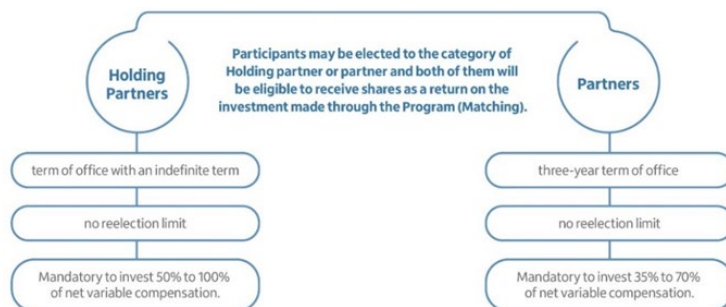 Holding
Partners
Participants may be elected to the category of
Holding partner or partner and both of them will
be eligible to receive shares as a return on the
investment made through the Program (Matching).
Partners
term of office with an indefinite term
no reelection limit
Mandatory to invest 50% to 100%
of net variable compensation.
three-year term of office
no reelection limit
Mandatory to invest 35% to 70%
of net variable compensation.